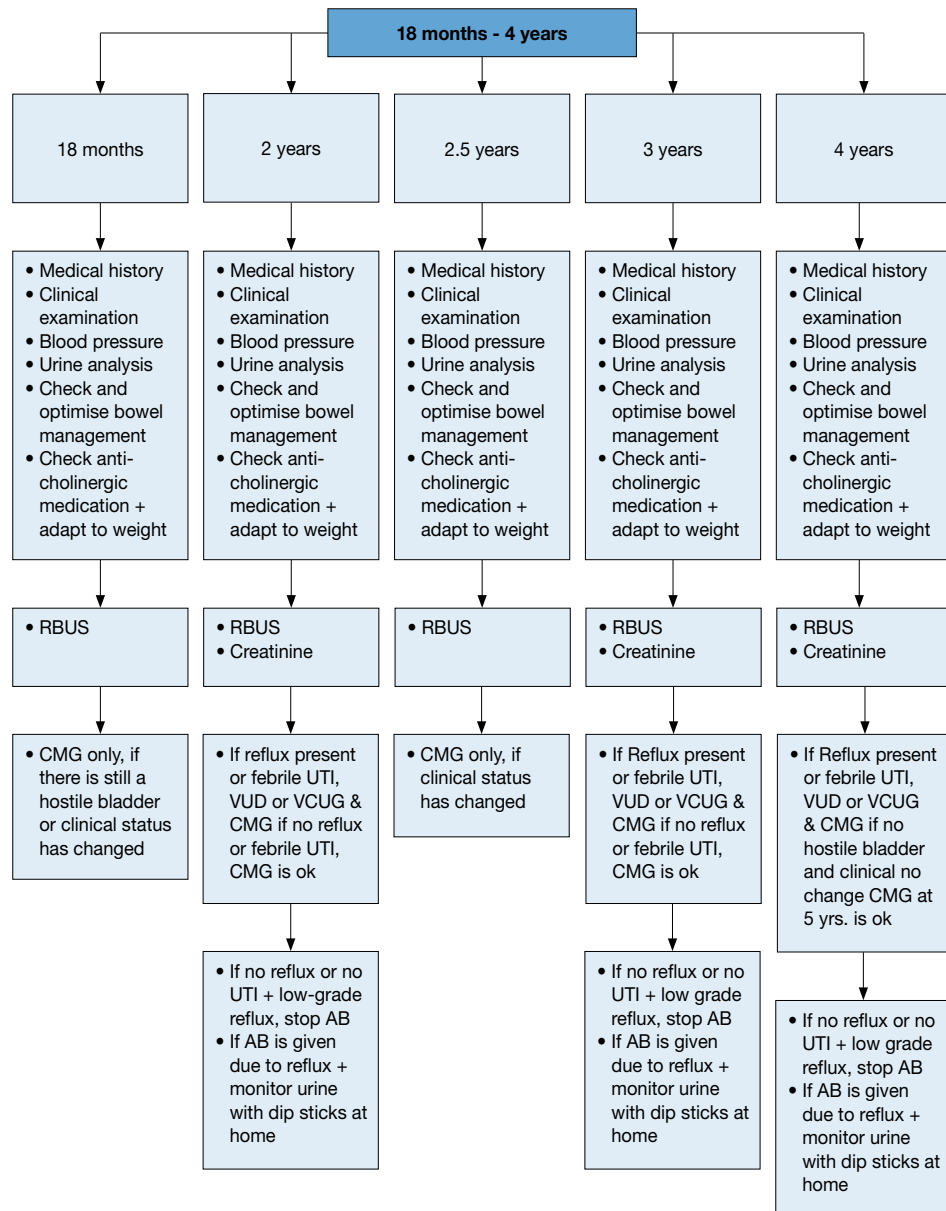 18 months - 4 years
18 months
2 years
2.5 years
3 years
4 years
• Medical history
• Clinical
examination
• Blood pressure
• Urine analysis
• Check and
optimise bowel
management
• Check anti-
cholinergic
medication +
adapt to weight
• Medical history
• Clinical
examination
• Blood pressure
• Urine analysis
• Check and
optimise bowel
management
• Check anti-
cholinergic
medication +
adapt to weight
• Medical history
• Clinical
examination
• Blood pressure
• Urine analysis
• Check and
optimise bowel
management
• Check anti-
cholinergic
medication +
adapt to weight
• Medical history
• Clinical
examination
• Blood pressure
• Urine analysis
• Check and
optimise bowel
management
• Check anti-
cholinergic
medication +
adapt to weight
• Medical history
• Clinical
examination
• Blood pressure
• Urine analysis
• Check and
optimise bowel
management
• Check anti-
cholinergic
medication +
adapt to weight
• RBUS
• RBUS
• Creatinine
• RBUS
• RBUS
• Creatinine
• RBUS
• Creatinine
• CMG only, if
there is still a
hostile bladder
or clinical status
has changed
• If reflux present
or febrile UTI,
VUD or VCUG &
CMG if no reflux
or febrile UTI,
CMG is ok
• CMG only, if
clinical status
has changed
• If Reflux present
or febrile UTI,
VUD or VCUG &
CMG if no reflux
or febrile UTI,
CMG is ok
• If Reflux present
or febrile UTI,
VUD or VCUG
& CMG if no
hostile bladder
and clinical no
change CMG at
5 yrs. is ok
• If no reflux or no
UTI + low-grade
reflux, stop AB
• If AB is given
due to reflux +
monitor urine
with dip sticks at
home
• If no reflux or no
UTI + low grade
reflux, stop AB
• If AB is given
due to reflux +
monitor urine
with dip sticks at
home
• If no reflux or no
UTI + low grade
reflux, stop AB
• If AB is given
due to reflux +
monitor urine
with dip sticks at
home